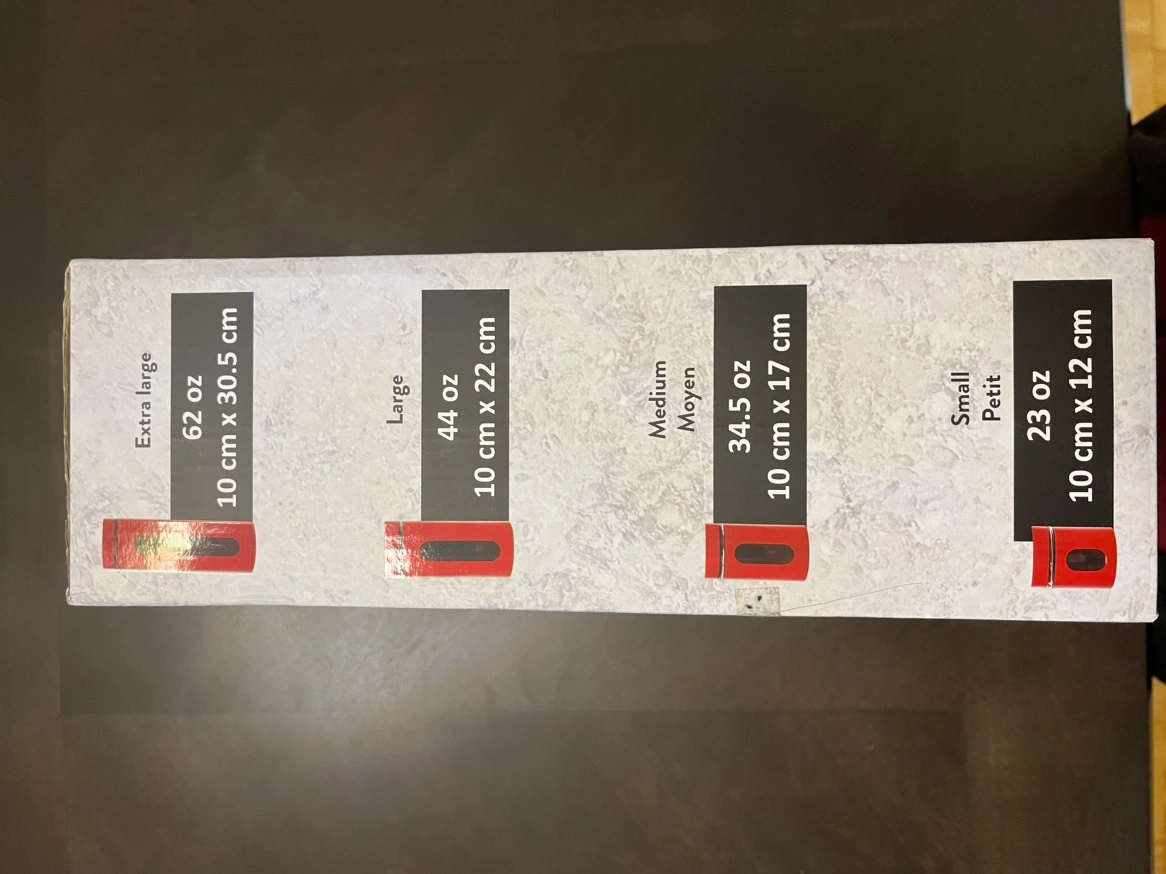 Extra large
62 oz
10 cm x 30.5 cm
Large
44 oz
10 cm x 22 cm
Medium
Moyen
34.5 oz
10 cm x 17 cm
Small
Petit
23 oz
10 cm x 12 cm